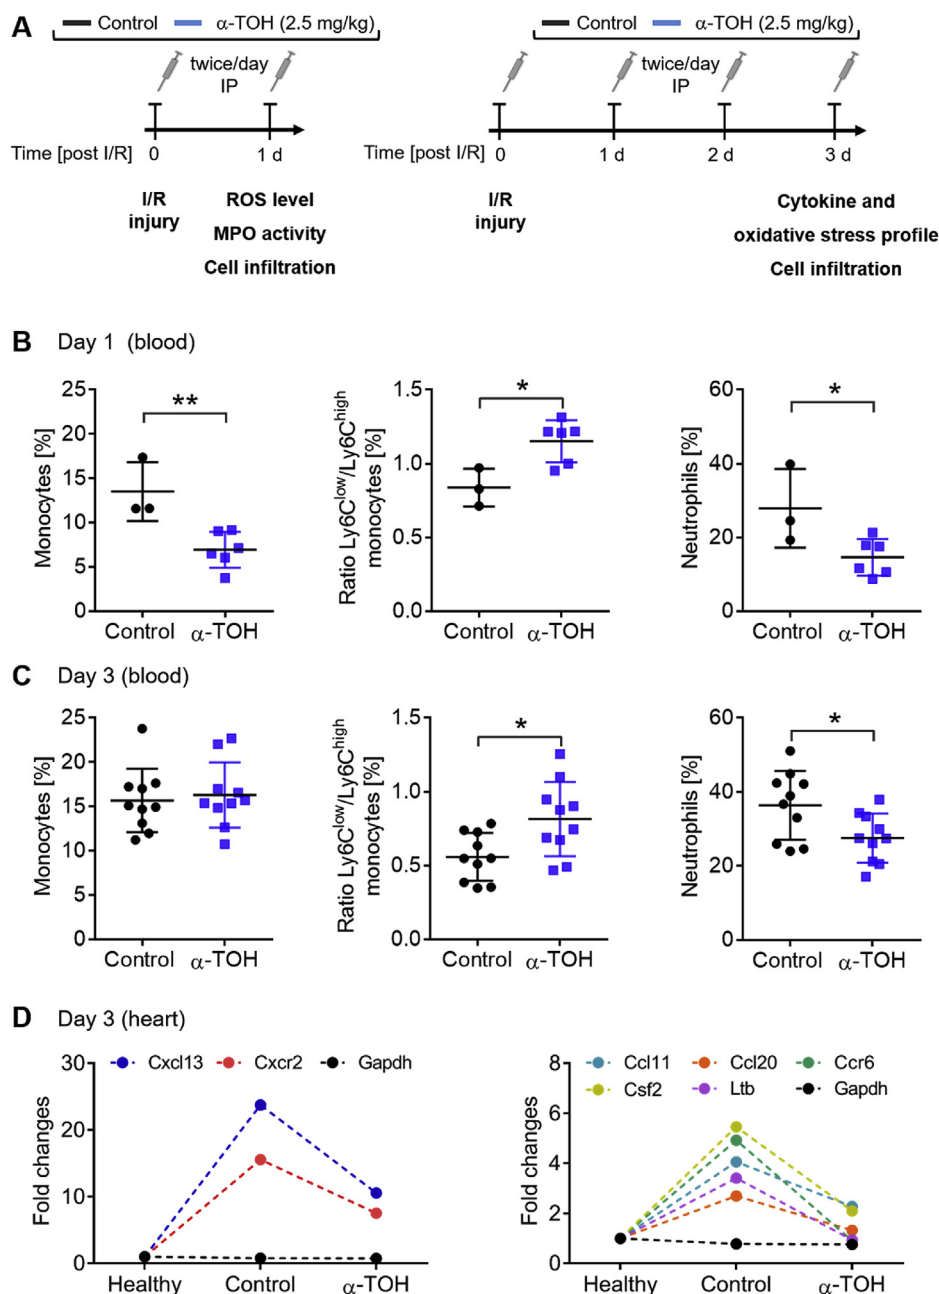 A
Control α-TOH (2.5 mg/kg)
twice/day
IP
Time [post I/R] 0 1 d
I/R
injury
ROS level
MPO activity
Cell infiltration
Control α-TOH (2.5 mg/kg)
twice/day
IP
Time [post I/R] 0 1 d 2 d 3 d
I/R
injury
Cytokine and
oxidative stress profile
Cell infiltration
B Day 1 (blood)
Monocytes [%]
25
20
15
10
5
0
**
Control α-TOH
Ratio Ly6Clow/Ly6Chigh
monocytes [%]
1.5
1.0
0.5
0.0
*
Control α-TOH
Neutrophils [%]
60
40
20
0
*
Control α-TOH
C Day 3 (blood)
Monocytes [%]
25
20
15
10
5
0
Control α-TOH
Ratio Ly6Clow/Ly6Chigh
monocytes [%]
1.5
1.0
0.5
0.0
*
Control α-TOH
Neutrophils [%]
60
40
20
0
*
Control α-TOH
D Day 3 (heart)
Cxcl13 Cxcr2 Gapdh
Fold changes
30
20
10
0
Healthy Control α-TOH
Ccl11 Ccl20 Ccr6
Csf2 Ltb Gapdh
Fold changes
8
6
4
2
0
Healthy Control α-TOH